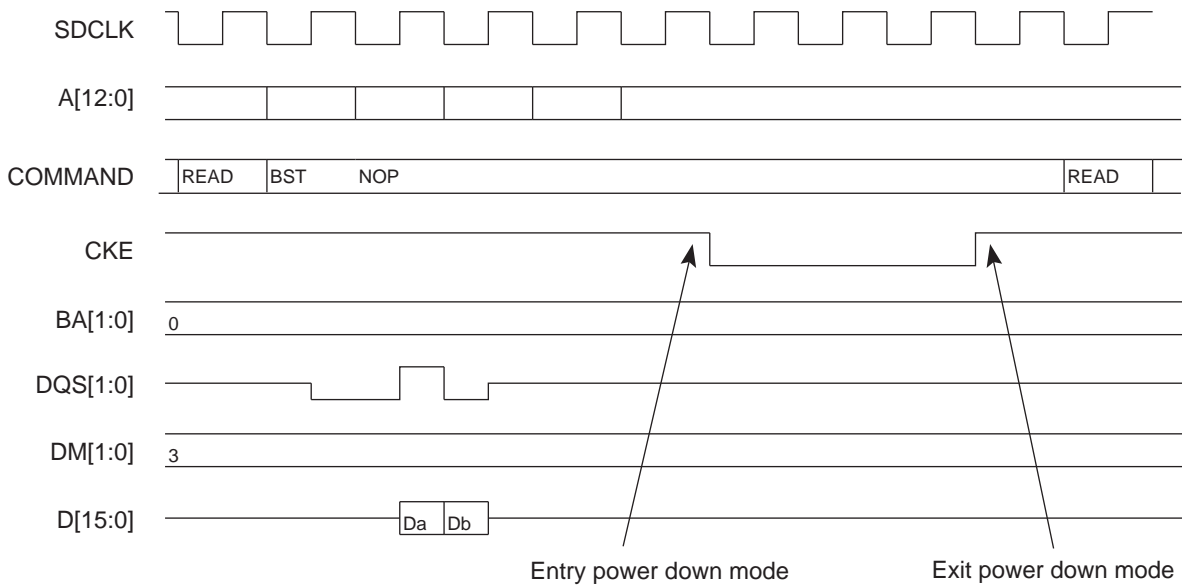 SDCLK
A[12:0]
COMMAND READ BST NOP READ
CKE
BA[1:0] 0
DQS[1:0]
DM[1:0] 3
D[15:0] Da Db
Entry power down mode Exit power down mode